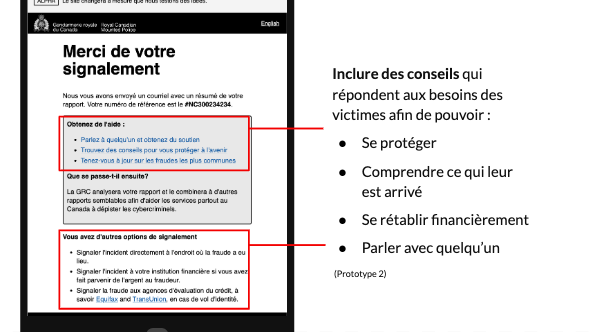 ALPHA Le site changera à mesure que nous testons des idées.
Gendarmerie royale Royal Canadian
du Canada Mounted Police
English
Merci de votre
signalement
Nous vous avons envoyé un courriel avec un résumé de votre
rapport. Votre numéro de référence est le #NC300234234.
Obtenez de l'aide :
• Parlez à quelqu'un et obtenez du soutien
• Trouvez des conseils pour vous protéger à l'avenir
• Tenez-vous à jour sur les fraudes les plus communes
Que se passe-t-il ensuite?
La GRC analysera votre rapport et le combinera à d'autres
rapports semblables afin d'aider les services partout au
Canada à dépister les cybercriminels.
Vous avez d'autres options de signalement
• Signaler l'incident directement à l'endroit où la fraude a eu
lieu.
• Signalez l'incident à votre institution financière si vous avez
fait parvenir de l'argent au fraudeur.
• Signaler la fraude aux agences d'évaluation du crédit, à
savoir Equifax and TransUnion, en cas de vol d'identité.
Inclure des conseils qui
répondent aux besoins des
victimes afin de pouvoir :
● Se protéger
● Comprendre ce qui leur
est arrivé
● Se rétablir financièrement
● Parler avec quelqu'un
(Prototype 2)